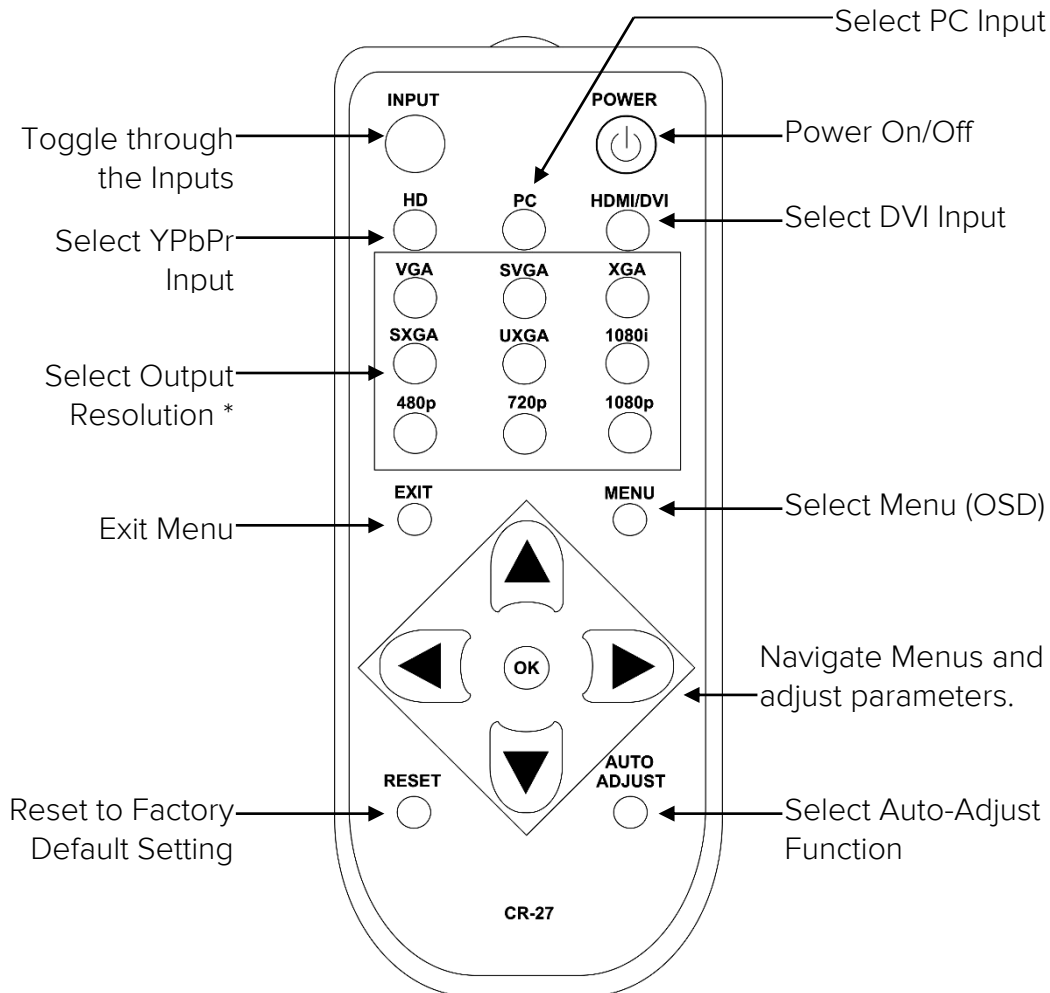 Select PC Input
INPUT
POWER
Toggle through
the Inputs
Power On/Off
HD
PC
HDMI/DVI
Select YPbPr
Input
Select DVI Input
VGA
SVGA
XGA
SXGA
UXGA
1080i
Select Output
Resolution *
480p
720p
1080p
EXIT
MENU
Exit Menu
Select Menu (OSD)
OK
Navigate Menus and
adjust parameters.
RESET
AUTO
ADJUST
Reset to Factory
Default Setting
Select Auto-Adjust
Function
CR-27